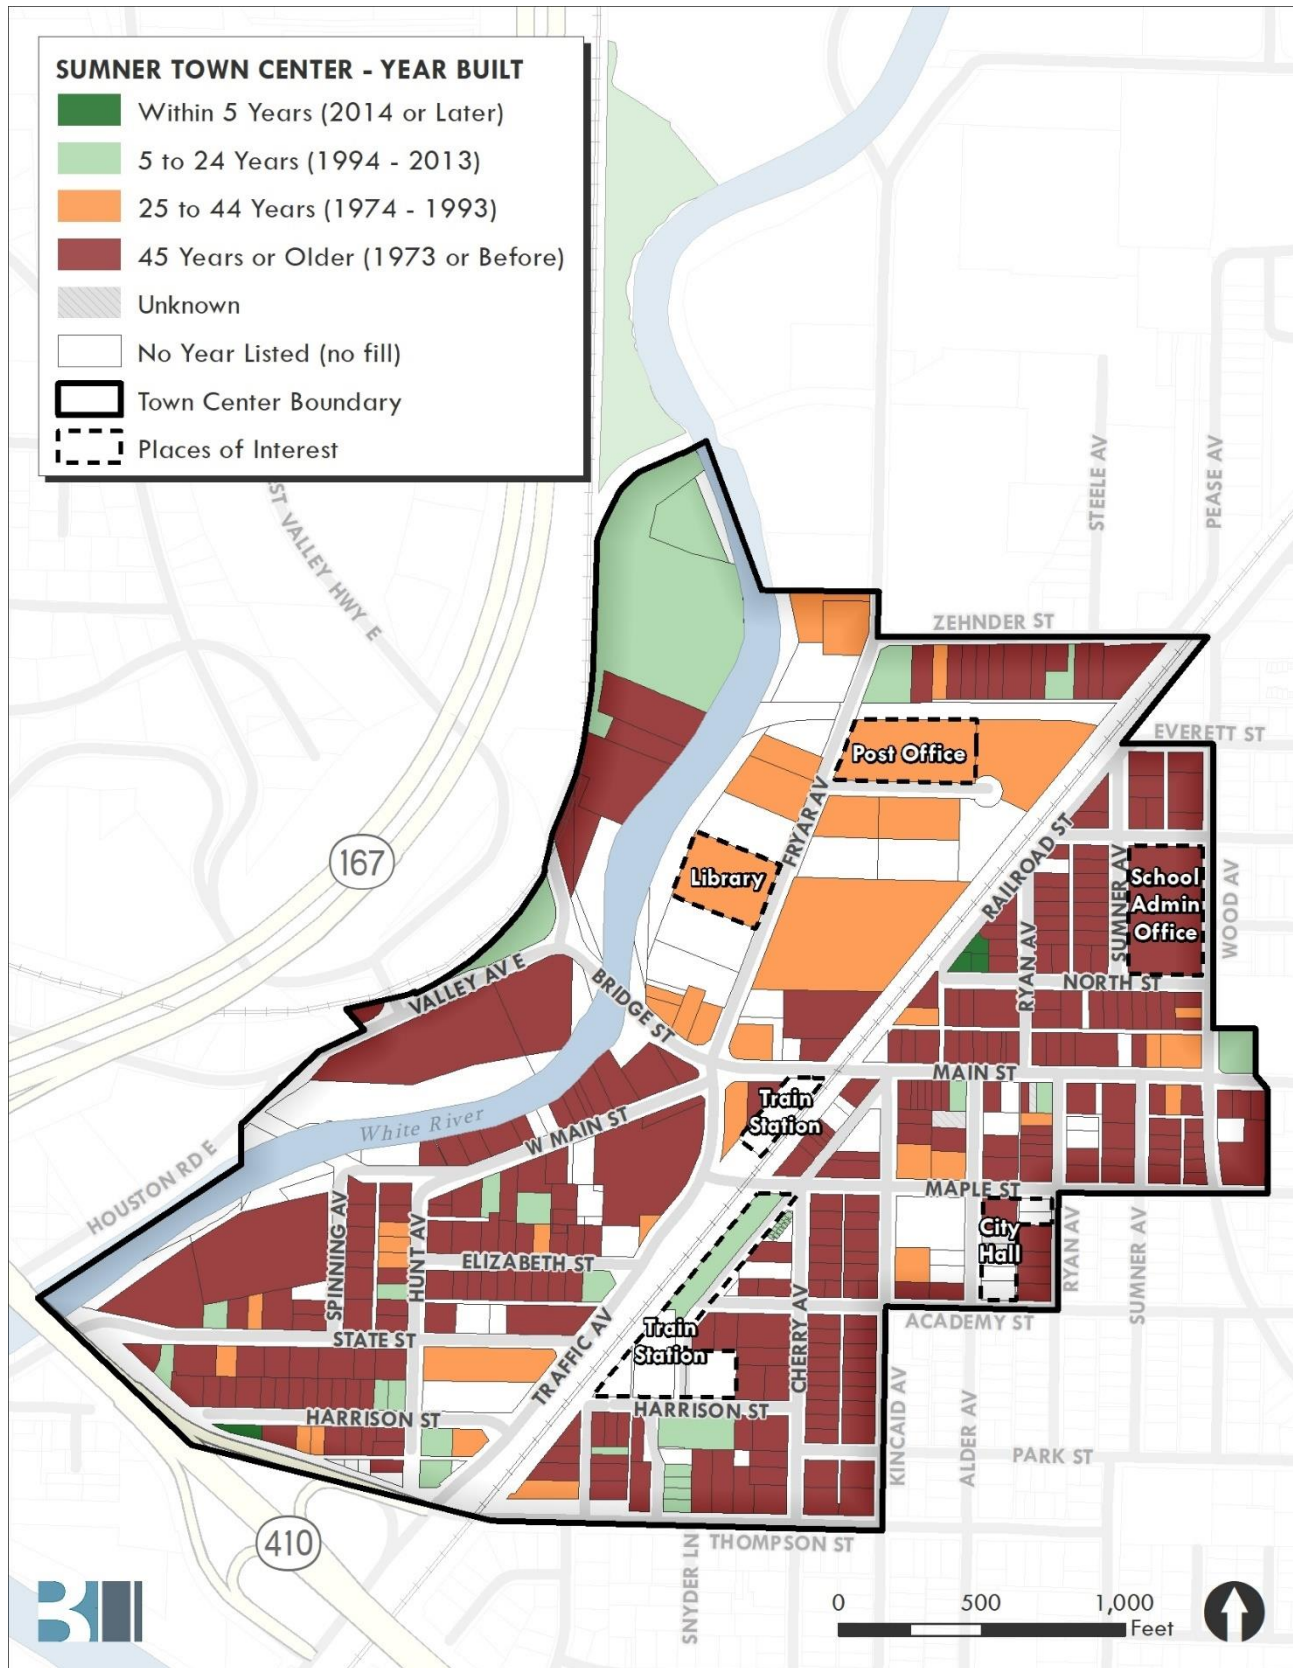 SUMNER TOWN CENTER - YEAR BUILT
Within 5 Years (2014 or Later)
5 to 24 Years (1994 - 2013)
25 to 44 Years (1974 - 1993)
45 Years or Older (1973 or Before)
Unknown
No Year Listed (no fill)
Town Center Boundary
Places of Interest
VALLEY HWY E
STEELE AV
PEASE AV
ZEHNDER ST
EVERETT ST
Post Office
FRYAR AV
RAILROAD ST
167
Library
School
Admin
Office
SUMNER AV
WOOD AV
RYAN AV
NORTH ST
VALLEY AV E
BRIDGE ST
MAIN ST
Train
Station
White River
W MAIN ST
HOUSTON RD E
MAPLE ST
City
Hall
SPINNING AV
HUNT AV
ELIZABETH ST
RYAN AV
SUMNER AV
STATE ST
TRAFFIC AV
Train
Station
CHERRY AV
ACADEMY ST
HARRISON ST
HARRISON ST
KINCAID AV
ALDER AV
PARK ST
410
THOMPSON ST
SNYDER LN
B
0 500 1,000
Feet